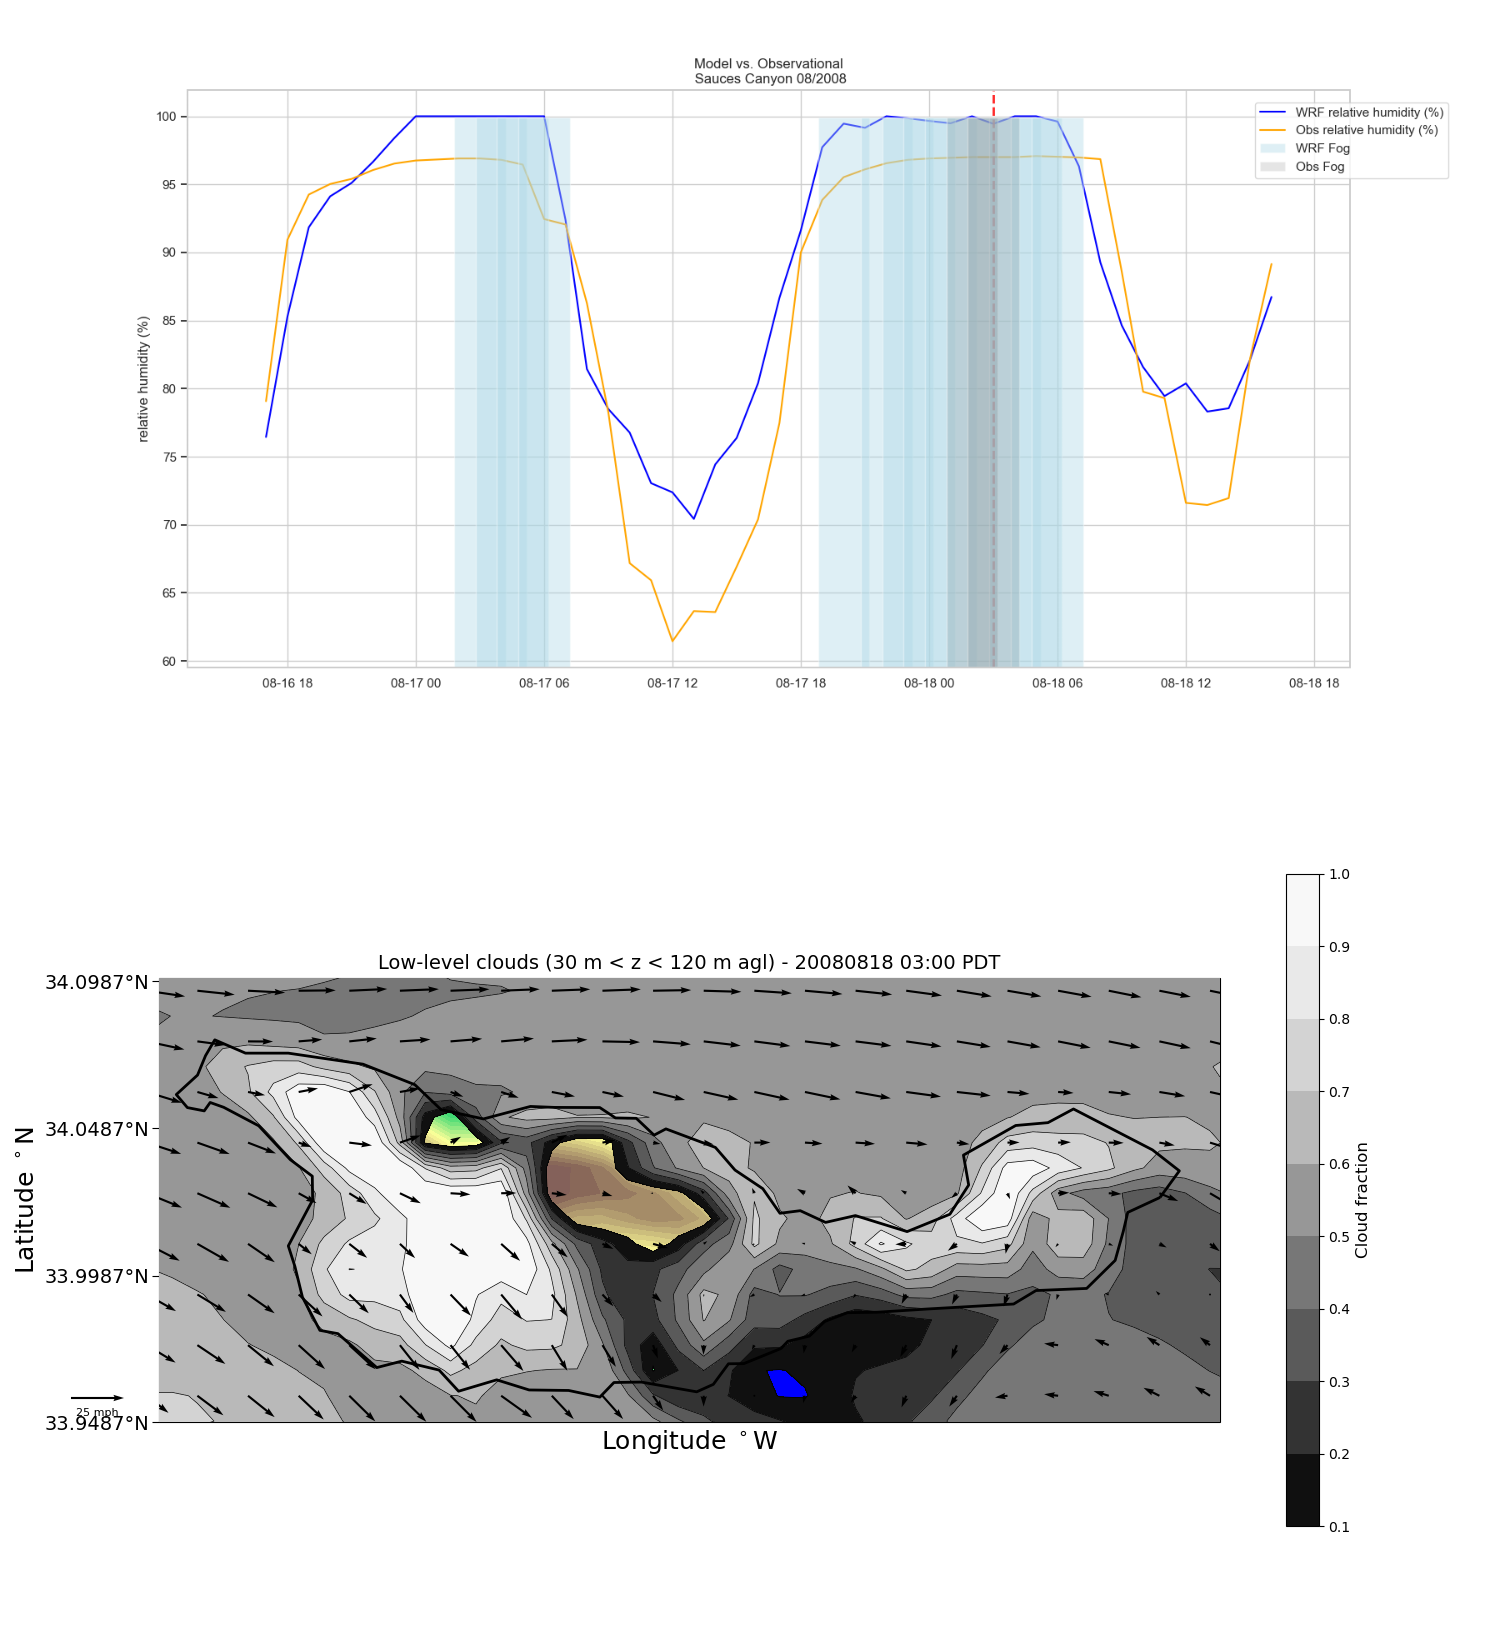 Model vs. Observational
Sauces Canyon 08/2008
100
95
90
85
80
75
70
65
60
relative humidity (%)
WRF relative humidity (%)
Obs relative humidity (%)
WRF Fog
Obs Fog
08-16 18
08-17 00
08-17 06
08-17 12
08-17 18
08-18 00
08-18 06
08-18 12
08-18 18
Low-level clouds (30 m < z < 120 m agl) - 20080818 03:00 PDT
34.0987°N
34.0487°N
33.9987°N
33.9487°N
Latitude °N
25 mph
Longitude °W
1.0
0.9
0.8
0.7
0.6
0.5
0.4
0.3
0.2
0.1
Cloud fraction